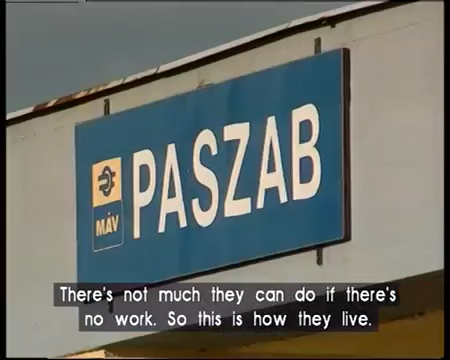 PASZAB
MÁV
There's not much they can do if there's
no work. So this is how they live.